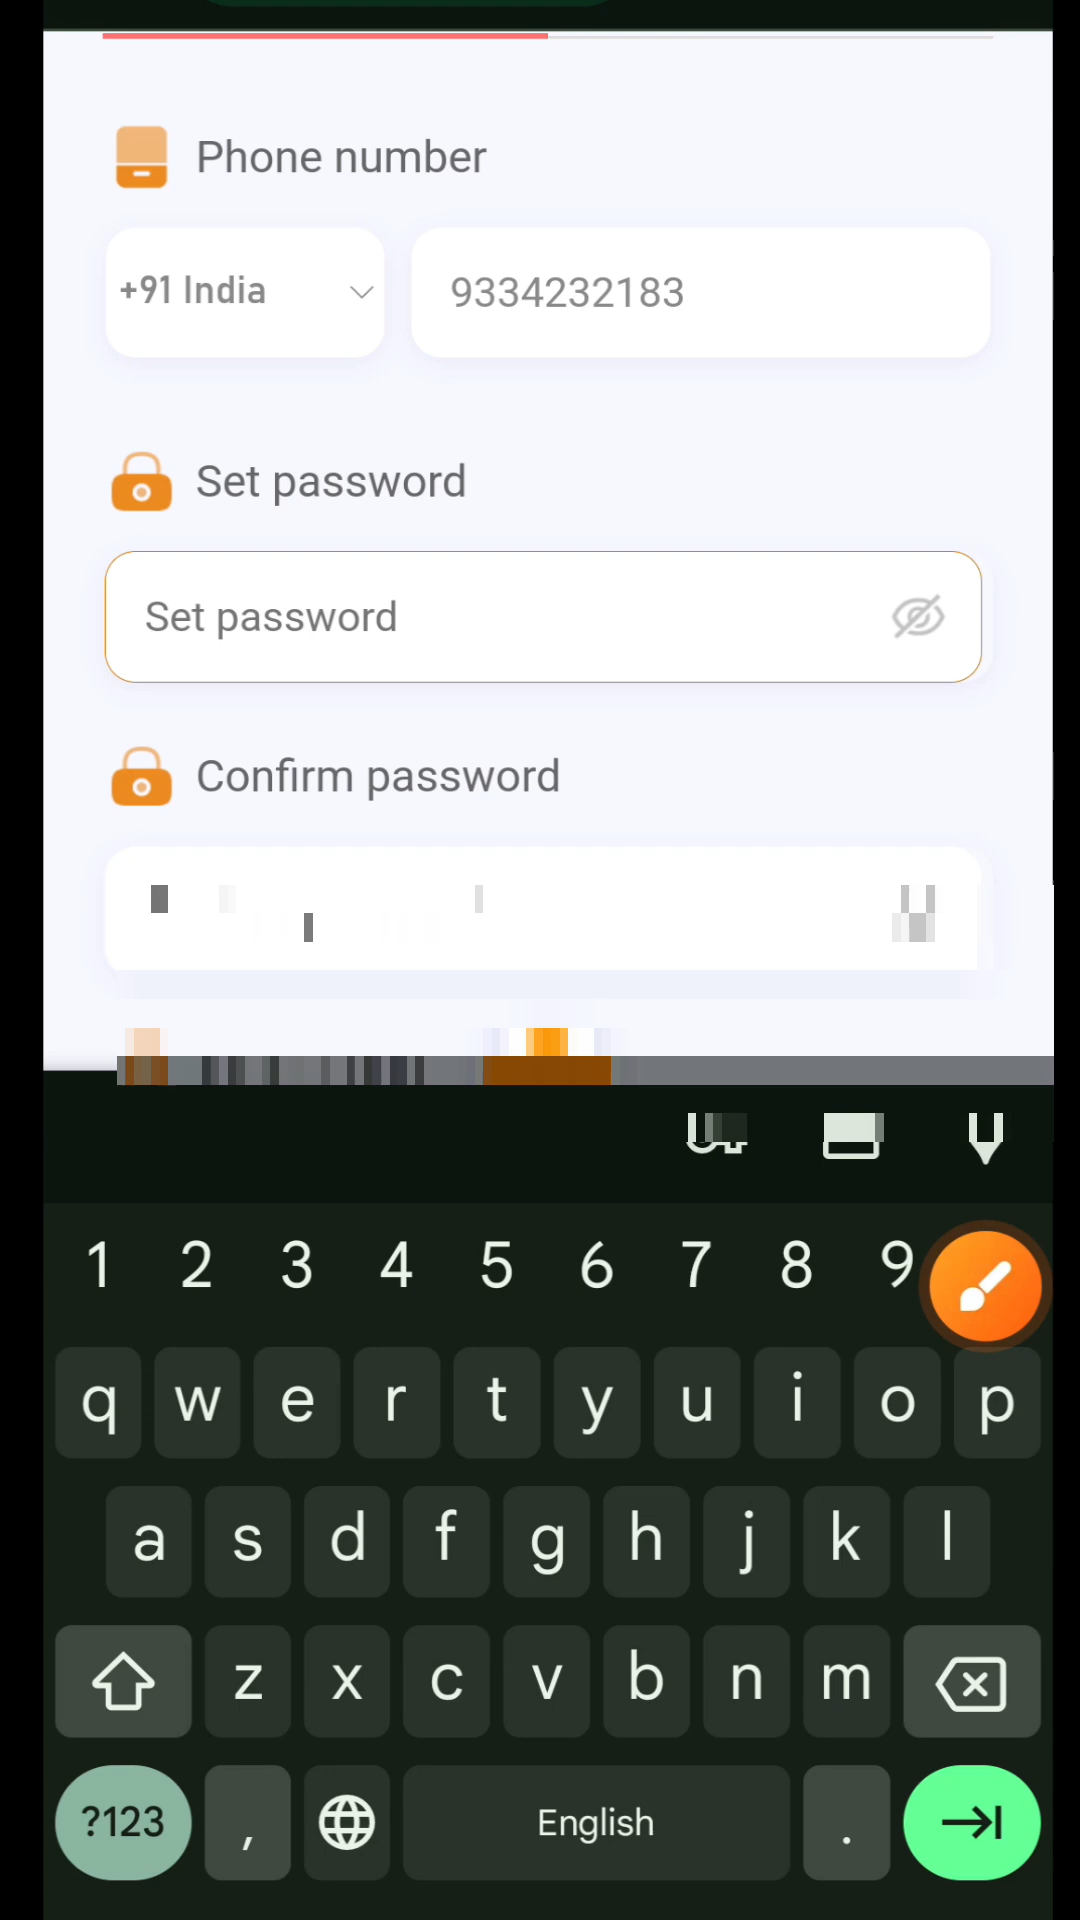 Phone number
+91 India
9334232183
Set password
Set password
Confirm password
1 2 3 4 5 6 7 8 9
q w e r t y u i o p
a s d f g h j k l
z x c v b n m
?123 , English .